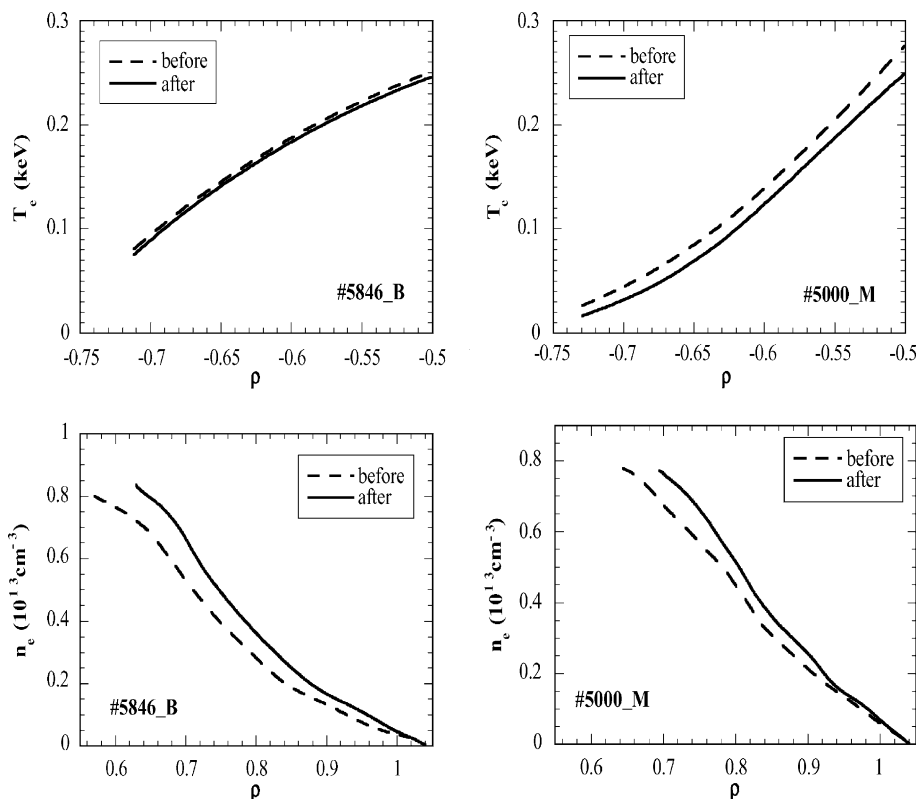 0.3
before
after
0.2
T_e (keV)
0.1
#5846_B
0
-0.75 -0.7 -0.65 -0.6 -0.55 -0.5
ρ
0.3
before
after
0.2
T_e (keV)
0.1
#5000_M
0
-0.75 -0.7 -0.65 -0.6 -0.55 -0.5
ρ
1
before
after
0.8
0.6
n_e (10^13 cm^-3)
0.4
0.2
#5846_B
0
0.6 0.7 0.8 0.9 1
ρ
before
after
0.8
0.6
n_e (10^13 cm^-3)
0.4
0.2
#5000_M
0
0.6 0.7 0.8 0.9 1
ρ